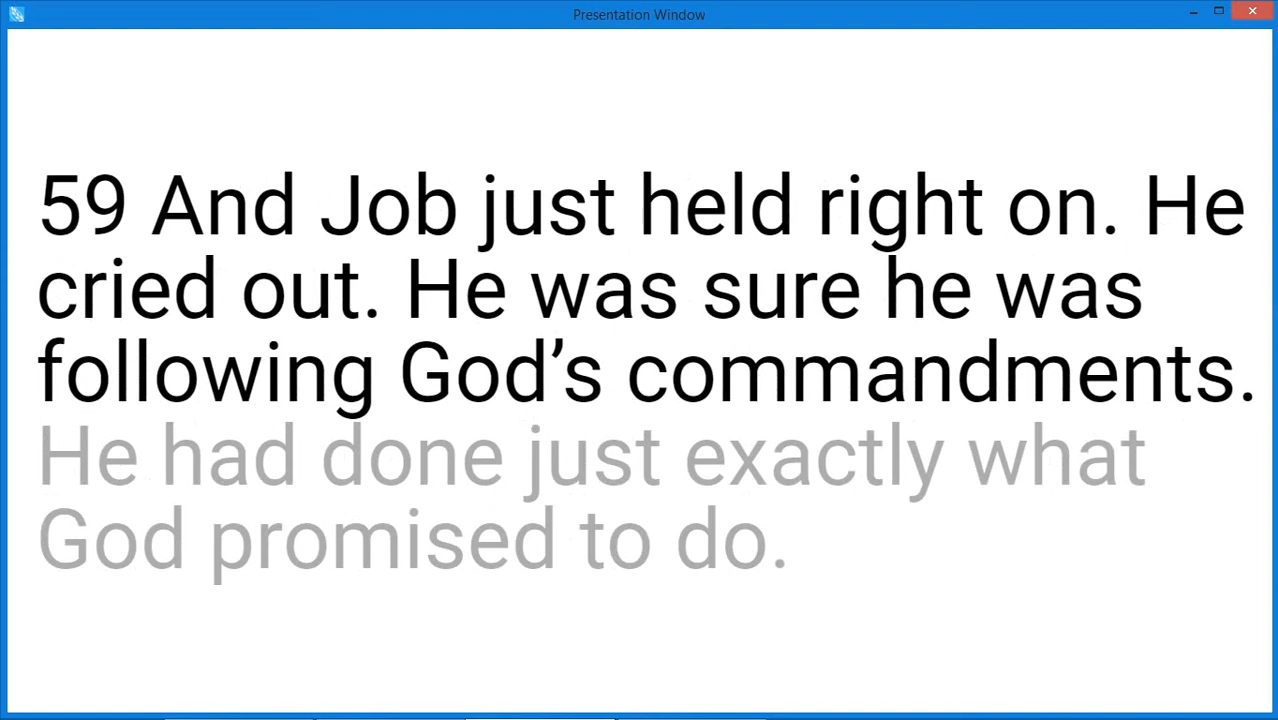 Presentation Window
59 And Job just held right on. He
cried out. He was sure he was
following God’s commandments.
He had done just exactly what
God promised to do.